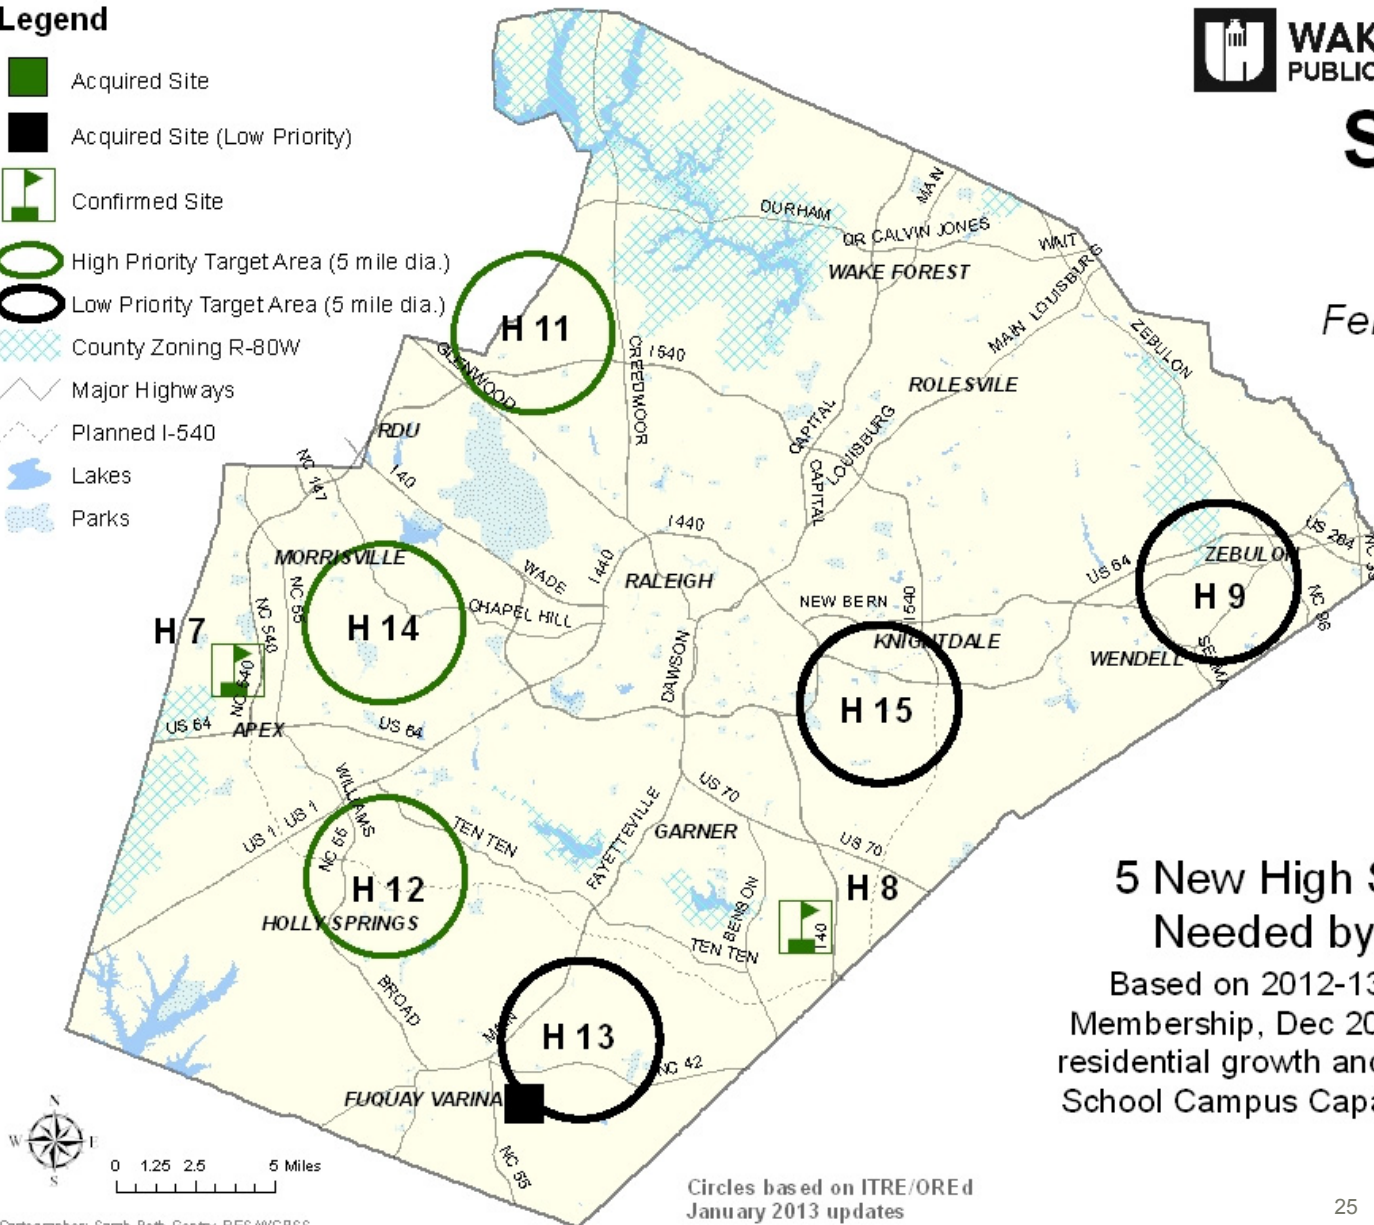 Legend
Acquired Site
Acquired Site (Low Priority)
Confirmed Site
High Priority Target Area (5 mile dia.)
Low Priority Target Area (5 mile dia.)
County Zoning R-80W
Major Highways
Planned I-540
Lakes
Parks
WAK
PUBLIC
S
Fe
DURHAM
MAIN
DR CALVIN JONES
WAIT
WAKE FOREST
MAIN LOUISBURG
ZEBULON
H 11
GLENWOOD
CREEDMOOR
I 540
ROLESVILE
RDU
CAPITAL
LOUISBURG
CAPITAL
NC 147
I 40
I 440
US 264
MORRISVILLE
WADE
I 440
RALEIGH
US 64
ZEBULON
NC 55
CHAPEL HILL
NEW BERN
I 540
H 9
NC 96
H 7
NC 540
H 14
KNIGHTDALE
WENDELL
SELMA
NC 540
DAWSON
H 15
US 64
APEX
US 64
WILLIAMS
US 1
US 1
NC 55
TEN TEN
FAYETTEVILLE
US 70
GARNER
US 70
H 12
H 8
HOLLY SPRINGS
BENSON
I 40
TEN TEN
BROAD
MAIN
H 13
NC 42
FUQUAY VARINA
NC 55
5 New High S
Needed by
Based on 2012-13
Membership, Dec 20
residential growth and
School Campus Capa
N
W E
S
0 1.25 2.5 5 Miles
Circles based on ITRE/OREd
January 2013 updates
25